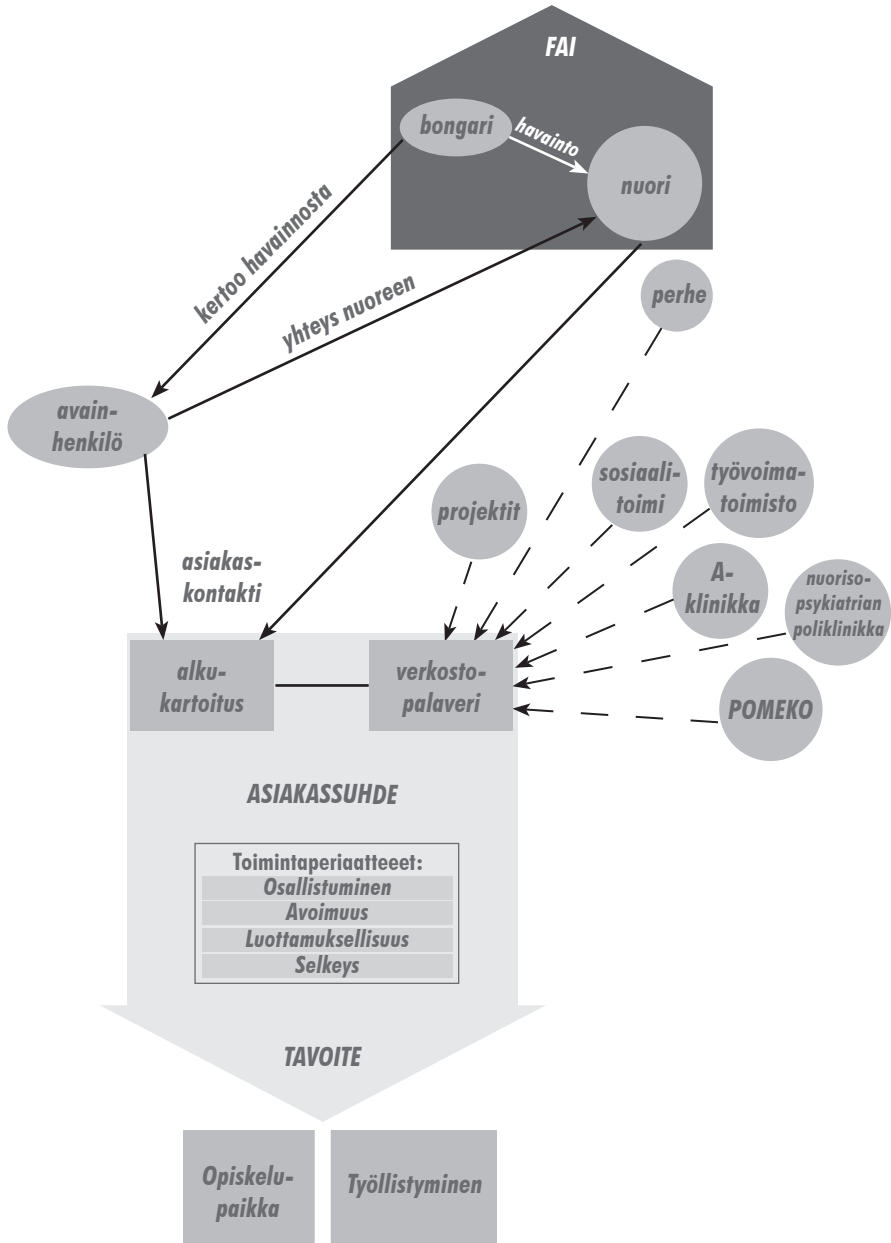 FAI
bongari
havainto
nuori
kertoo havainnosta
yhteys nuoreen
perhe
avain-
henkilö
projektit
sosiaali-
toimi
työvoima-
toimisto
A-
klinikka
nuoriso-
psykiatrian
poliklinikka
POMEKO
asiakas-
kontakti
alku-
kartoitus
verkosto-
palaveri
ASIAKASSUHDE
Toimintaperiaatteeet:
Osallistuminen
Avoimuus
Luottamuksellisuus
Selkeys
TAVOITE
Opiskelu-
paikka
Työllistyminen